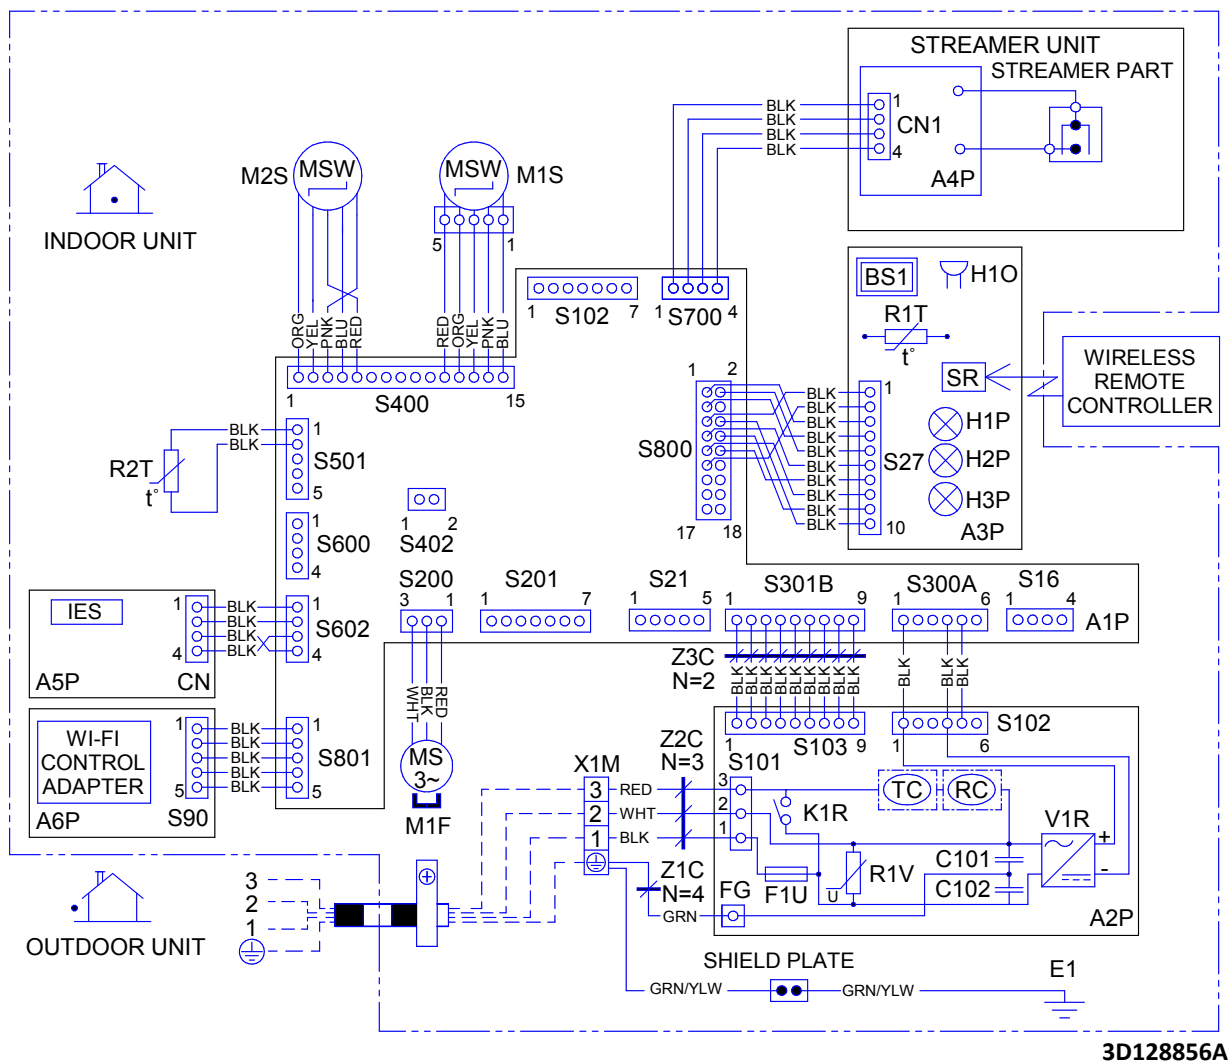 STREAMER UNIT
STREAMER PART
BLK
BLK
BLK
BLK
1
CN1
4
A4P
M2S
MSW
MSW
M1S
5
1
INDOOR UNIT
ORG
YEL
PNK
BLU
RED
RED
ORG
YEL
PNK
BLU
1
S102
7
1
S700
4
BS1
H1O
R1T
t°
SR
WIRELESS
REMOTE
CONTROLLER
H1P
H2P
H3P
A3P
1
S400
15
1
2
S800
17
18
BLK
BLK
BLK
BLK
BLK
BLK
BLK
BLK
BLK
BLK
1
S27
10
R2T
t°
BLK
BLK
1
S501
5
1
S600
4
1
2
S402
S200
3
1
S201
1
7
S21
1
5
S301B
1
9
S300A
1
6
S16
1
4
A1P
IES
A5P
1
4
CN
BLK
BLK
BLK
BLK
1
S602
4
WI-FI
CONTROL
ADAPTER
A6P
1
5
S90
BLK
BLK
BLK
BLK
BLK
1
S801
5
WHT
BLK
RED
MS
3~
M1F
Z3C
N=2
BLK
BLK
BLK
BLK
BLK
BLK
BLK
BLK
BLK
BLK
BLK
BLK
1
S103
9
S102
1
6
X1M
3
2
1
RED
WHT
BLK
Z2C
N=3
S101
3
2
1
K1R
TC
RC
V1R
+
-
C101
C102
R1V
U
F1U
Z1C
N=4
GRN
FG
A2P
OUTDOOR UNIT
3
2
1
SHIELD PLATE
GRN/YLW
GRN/YLW
E1
3D128856A